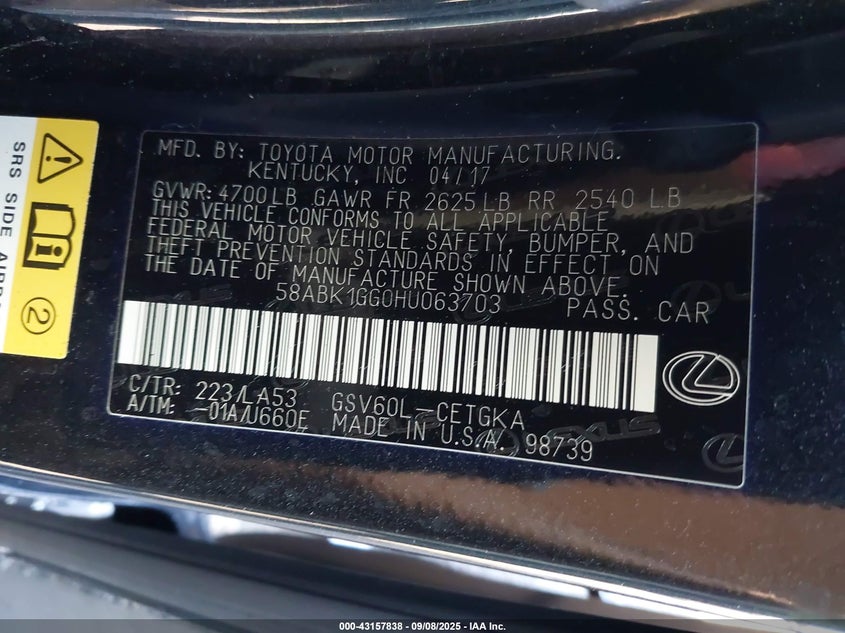 MFD. BY: TOYOTA MOTOR MANUFACTURING.
KENTUCKY, INC 04/17
GVWR: 4700LB GAWR FR 2625LB RR 2540 LB
THIS VEHICLE CONFORMS TO ALL APPLICABLE
FEDERAL MOTOR VEHICLE SAFETY, BUMPER, AND
THEFT PREVENTION STANDARDS IN EFFECT ON
THE DATE OF MANUFACTURE SHOWN ABOVE.
58ABK1GG0HU063703 PASS. CAR
C/TR: 223/LA53 GSV60L-CETGKA
A/TM: -01A/U660E MADE IN U.S.A. 98739
SRS SIDE
2
000-43157838 - 09/08/2025 - IAA Inc.